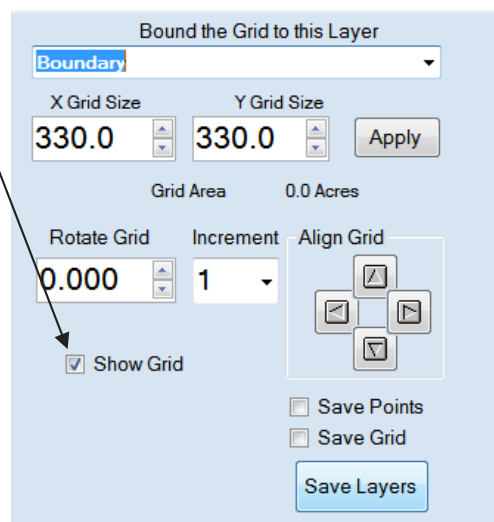 Bound the Grid to this Layer
Boundary
X Grid Size Y Grid Size
330.0 330.0 Apply
Grid Area 0.0 Acres
Rotate Grid Increment Align Grid
0.000 1
Show Grid
Save Points
Save Grid
Save Layers